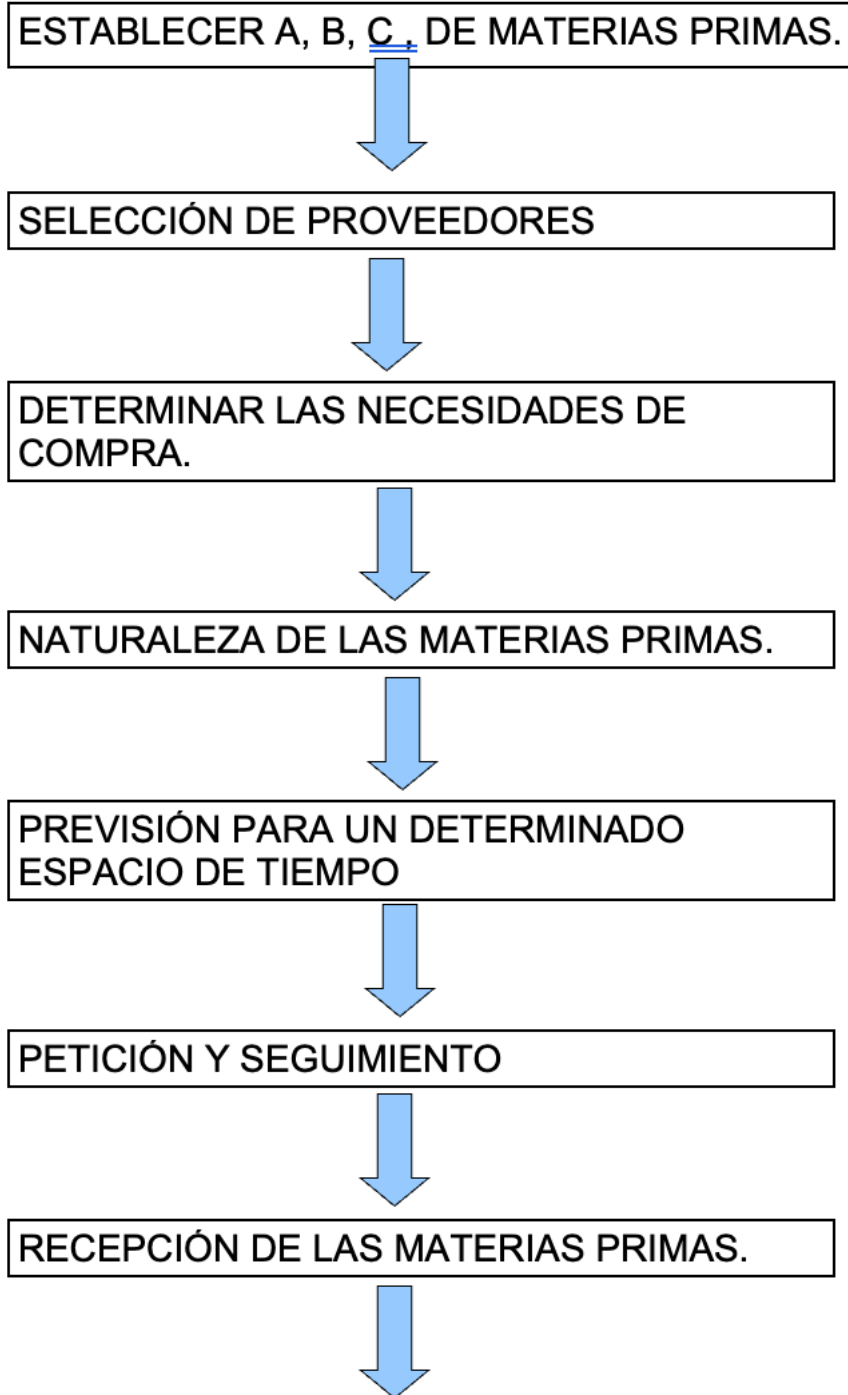 ESTABLECER A, B, C , DE MATERIAS PRIMAS.
SELECCIÓN DE PROVEEDORES
DETERMINAR LAS NECESIDADES DE
COMPRA.
NATURALEZA DE LAS MATERIAS PRIMAS.
PREVISIÓN PARA UN DETERMINADO
ESPACIO DE TIEMPO
PETICIÓN Y SEGUIMIENTO
RECEPCIÓN DE LAS MATERIAS PRIMAS.